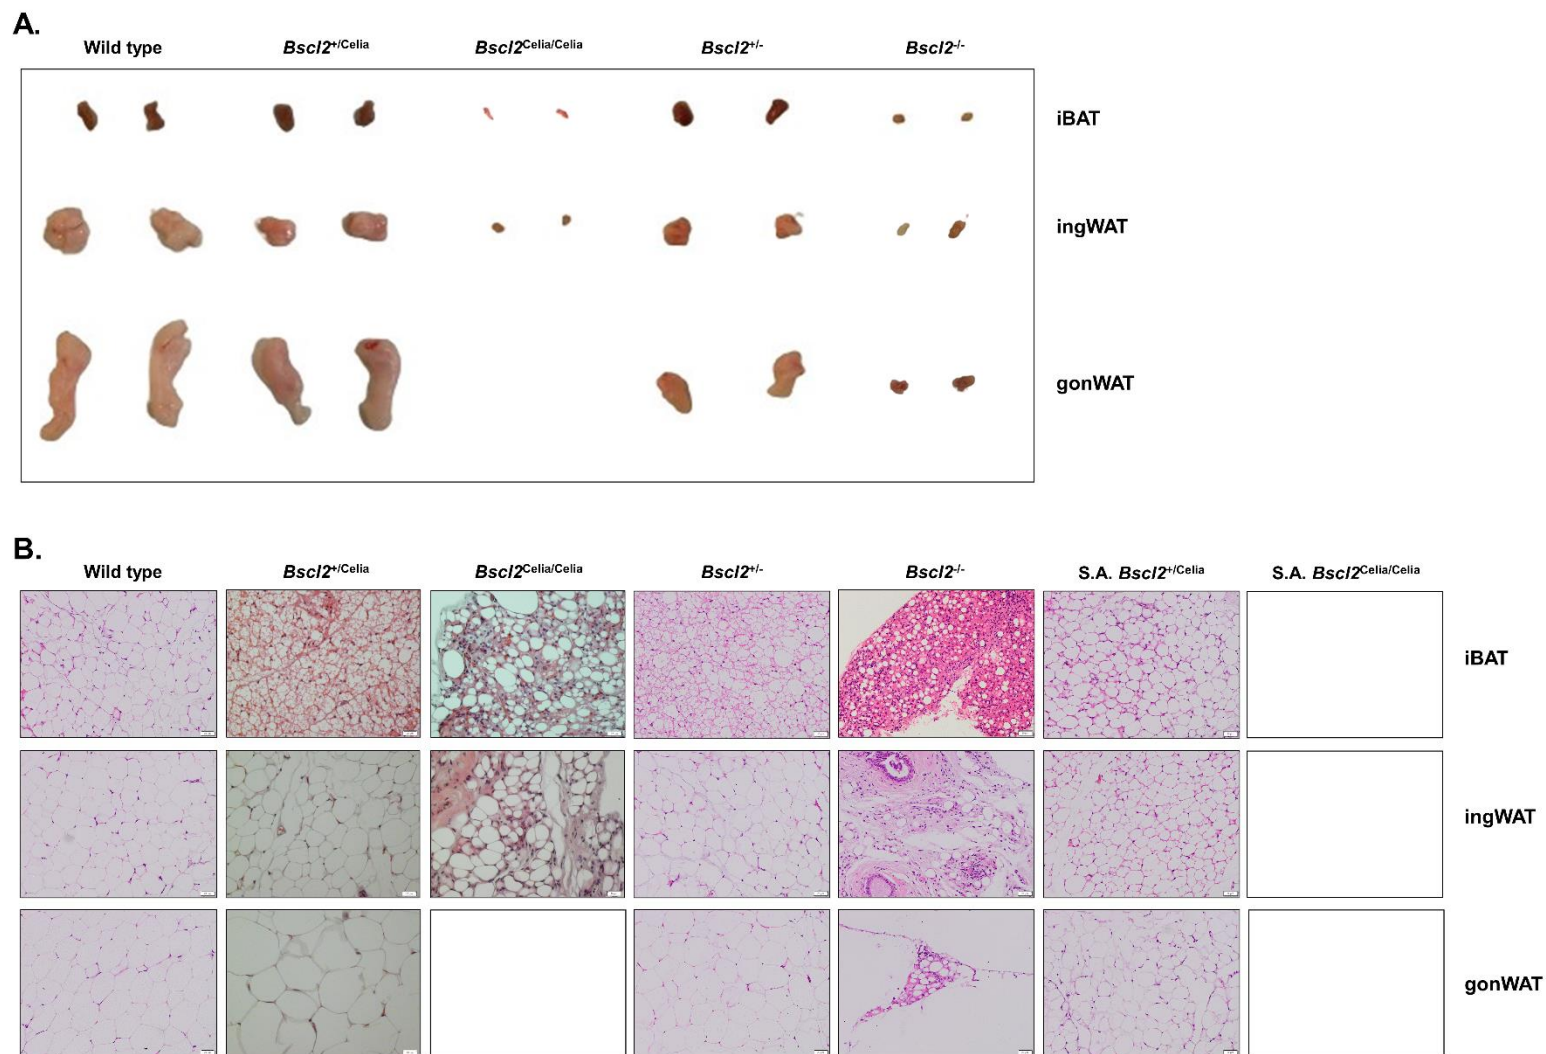 A.
Wild type Bscl2+/Celia Bscl2Celia/Celia Bscl2+/- Bscl2-/-
iBAT
ingWAT
gonWAT
B.
Wild type Bscl2+/Celia Bscl2Celia/Celia Bscl2+/- Bscl2-/- S.A. Bscl2+/Celia S.A. Bscl2Celia/Celia
iBAT
ingWAT
gonWAT